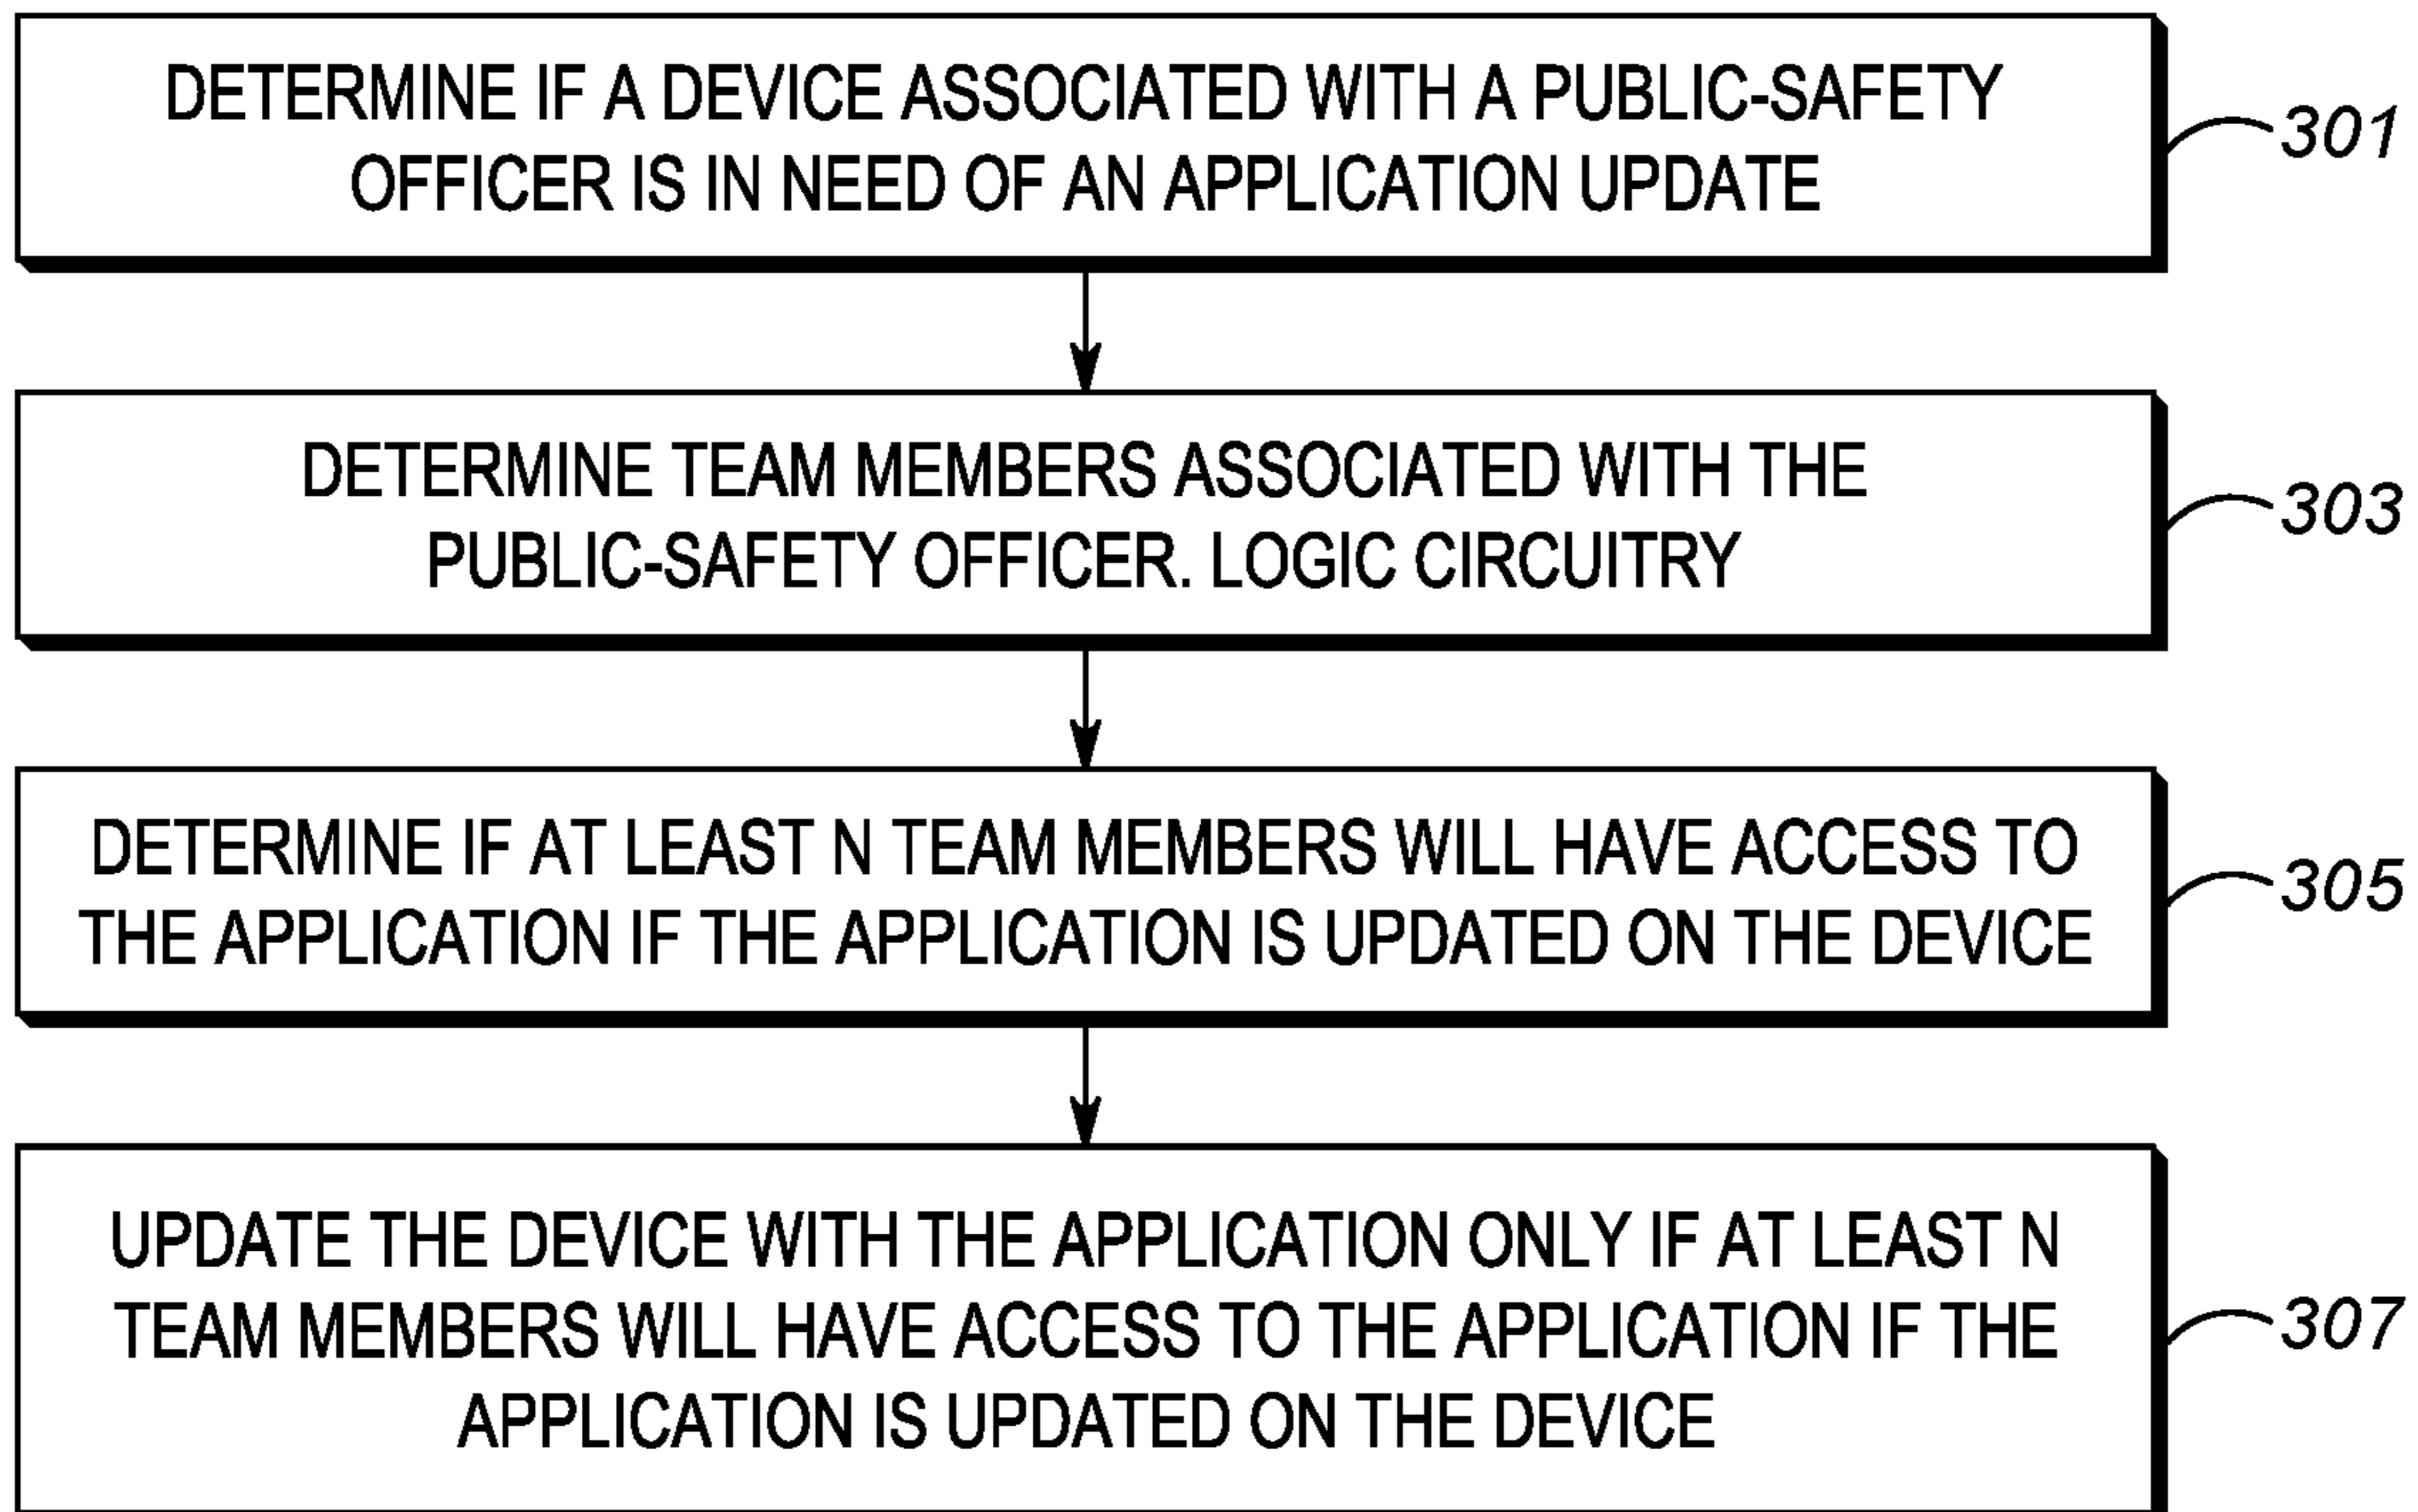 DETERMINE IF A DEVICE ASSOCIATED WITH A PUBLIC-SAFETY
OFFICER IS IN NEED OF AN APPLICATION UPDATE
301
DETERMINE TEAM MEMBERS ASSOCIATED WITH THE
PUBLIC-SAFETY OFFICER. LOGIC CIRCUITRY
303
DETERMINE IF AT LEAST N TEAM MEMBERS WILL HAVE ACCESS TO
THE APPLICATION IF THE APPLICATION IS UPDATED ON THE DEVICE
305
UPDATE THE DEVICE WITH THE APPLICATION ONLY IF AT LEAST N
TEAM MEMBERS WILL HAVE ACCESS TO THE APPLICATION IF THE
APPLICATION IS UPDATED ON THE DEVICE
307